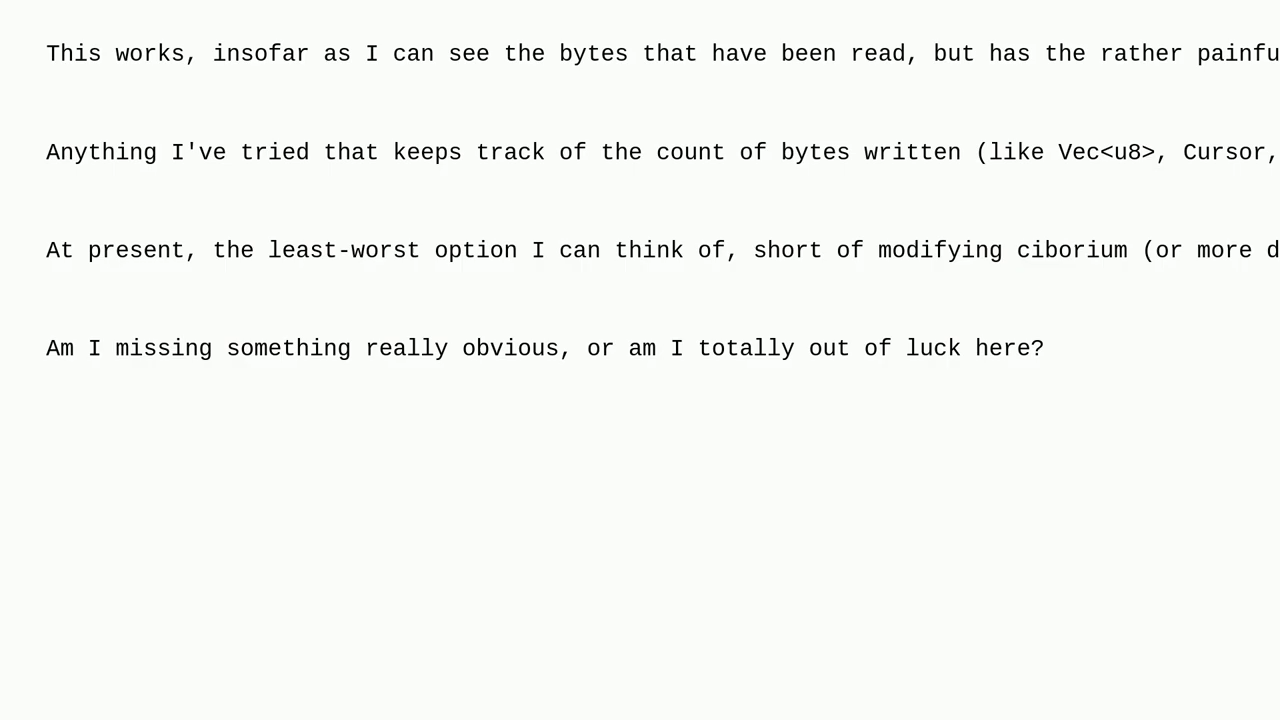 This works, insofar as I can see the bytes that have been read, but has the rather
Anything I've tried that keeps track of the count of bytes written (like Vec<u8>, Cursor,
At present, the least-worst option I can think of, short of modifying ciborium (or more
Am I missing something really obvious, or am I totally out of luck here?